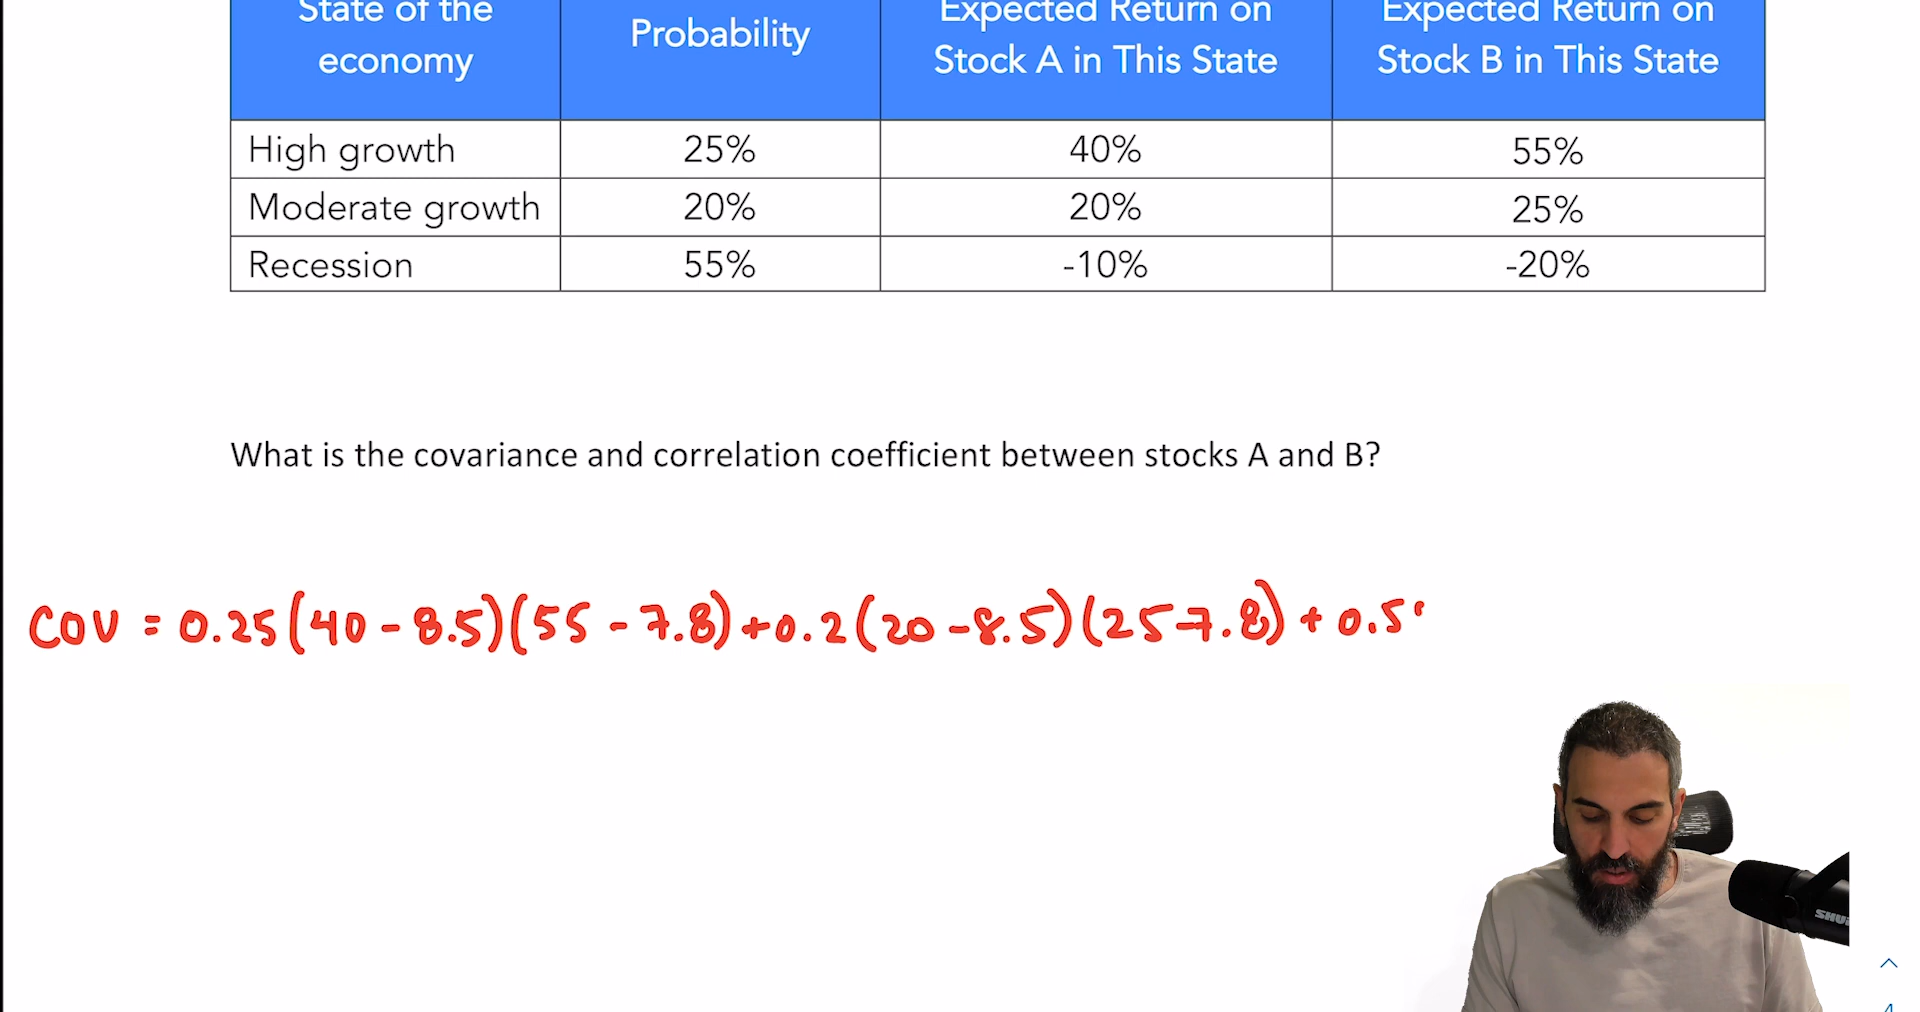 State of the economy
Probability
Expected Return on Stock A in This State
Expected Return on Stock B in This State
High growth 25% 40% 55%
Moderate growth 20% 20% 25%
Recession 55% -10% -20%
What is the covariance and correlation coefficient between stocks A and B?
COV = 0.25(40 - 8.5)(55 - 7.8) + 0.2(20 - 8.5)(25 - 7.8) + 0.5